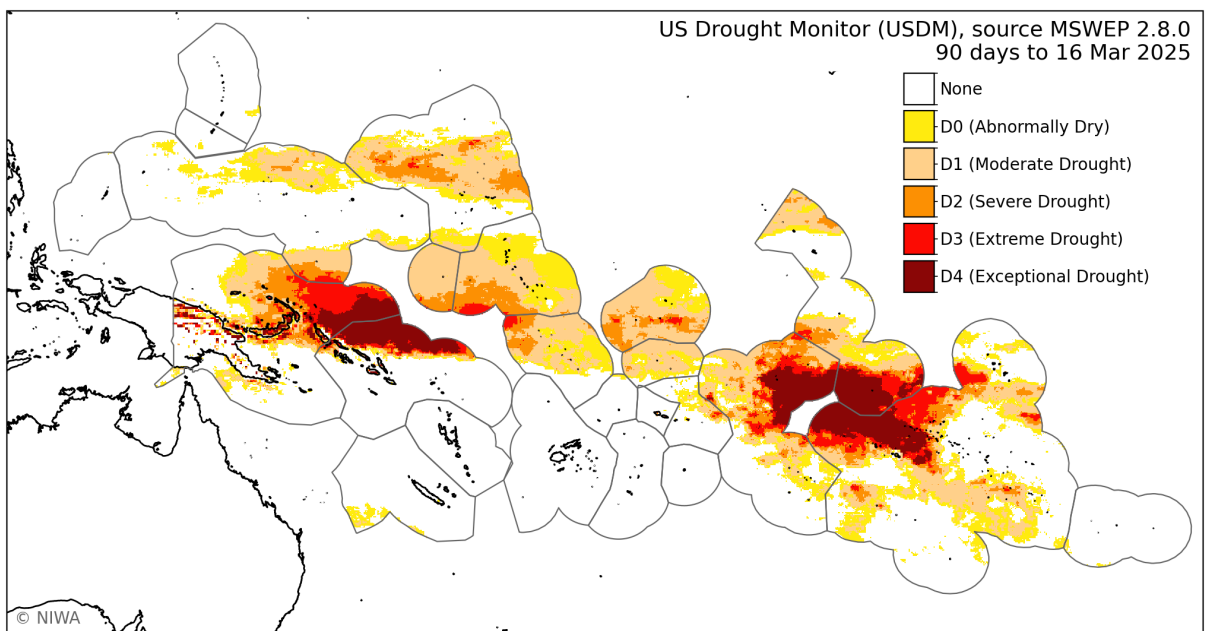 US Drought Monitor (USDM), source MSWEP 2.8.0
90 days to 16 Mar 2025
None
D0 (Abnormally Dry)
D1 (Moderate Drought)
D2 (Severe Drought)
D3 (Extreme Drought)
D4 (Exceptional Drought)
© NIWA